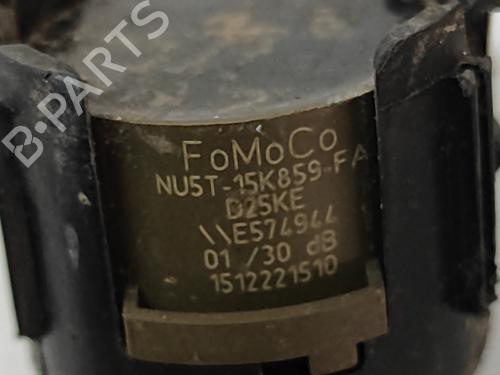 B-PARTS
FoMoCo
NU5T-15K859-FA
D25KE
\\E574944
01 /30 dB
1512221510